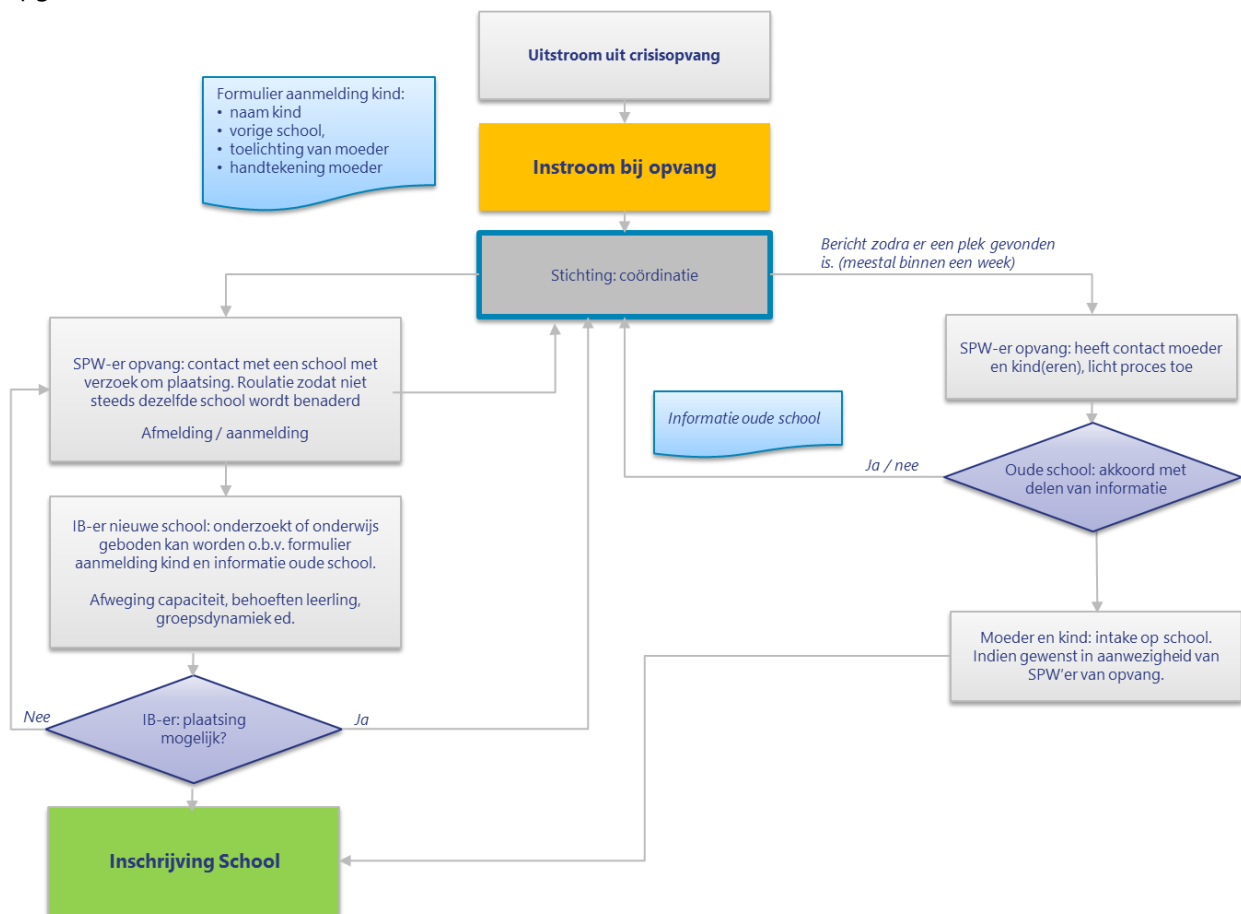 Uitstroom uit crisisopvang
Formulier aanmelding kind:
• naam kind
• vorige school,
• toelichting van moeder
• handtekening moeder
Instroom bij opvang
Stichting: coördinatie
Bericht zodra er een plek gevonden
is. (meestal binnen een week)
SPW-er opvang: contact met een school met
verzoek om plaatsing. Roulatie zodat niet
steeds dezelfde school wordt benaderd
Afmelding / aanmelding
SPW-er opvang: heeft contact moeder
en kind(eren), licht proces toe
Informatie oude school
Ja / nee
Oude school: akkoord met
delen van informatie
IB-er nieuwe school: onderzoekt of onderwijs
geboden kan worden o.b.v. formulier
aanmelding kind en informatie oude school.
Afweging capaciteit, behoeften leerling,
groepsdynamiek ed.
Moeder en kind: intake op school.
Indien gewenst in aanwezigheid van
SPW'er van opvang.
Nee
IB-er: plaatsing
mogelijk?
Ja
Inschrijving School